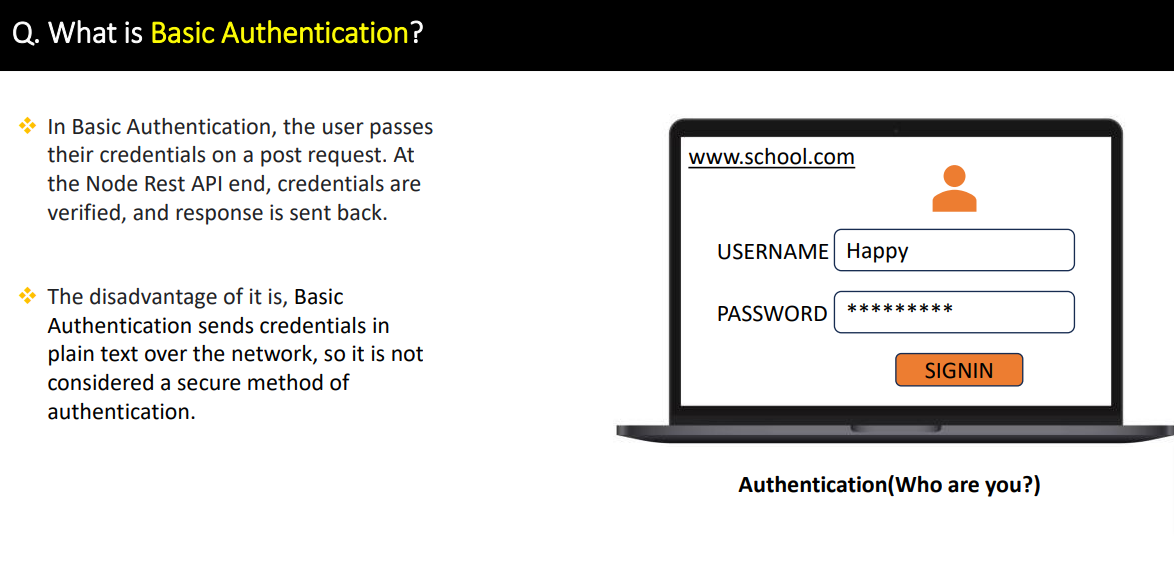 Q. What is Basic Authentication?
In Basic Authentication, the user passes
their credentials on a post request. At
the Node Rest API end, credentials are
verified, and response is sent back.
The disadvantage of it is, Basic
Authentication sends credentials in
plain text over the network, so it is not
considered a secure method of
authentication.
www.school.com
USERNAME Happy
PASSWORD *********
SIGNIN
Authentication(Who are you?)